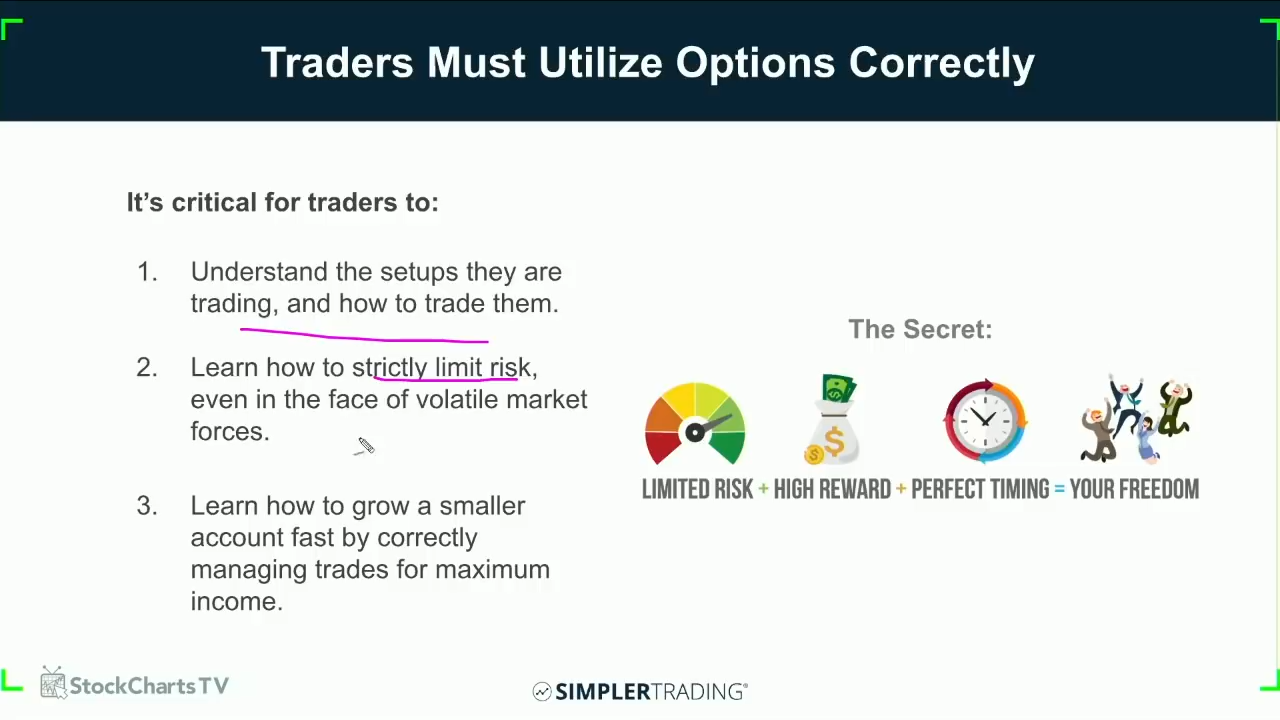 Traders Must Utilize Options Correctly
It’s critical for traders to:
1. Understand the setups they are
trading, and how to trade them.
2. Learn how to strictly limit risk,
even in the face of volatile market
forces.
3. Learn how to grow a smaller
account fast by correctly
managing trades for maximum
income.
The Secret:
LIMITED RISK + HIGH REWARD + PERFECT TIMING = YOUR FREEDOM
StockCharts TV
SIMPLERTRADING®